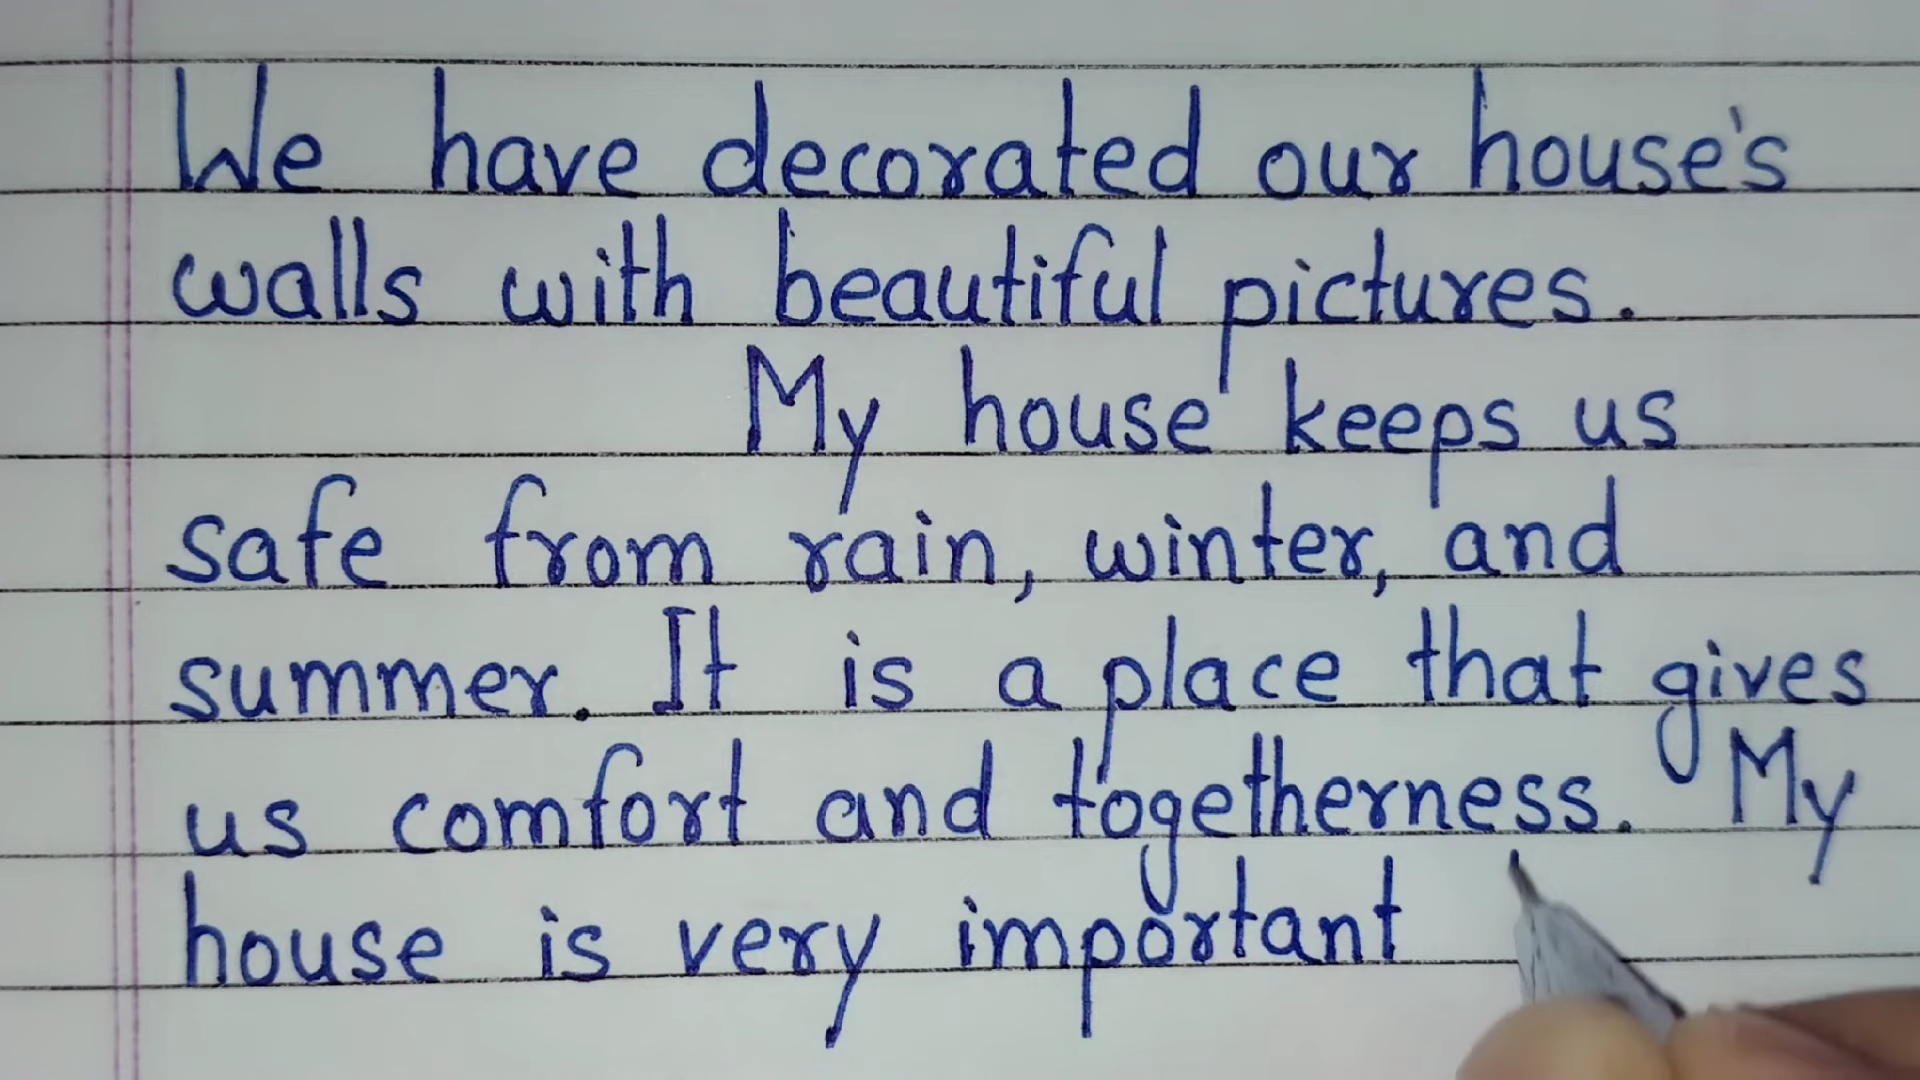 We have decorated our house's
walls with beautiful pictures.
My house keeps us
safe from rain, winter, and
summer. It is a place that gives
us comfort and togetherness. My
house is very important